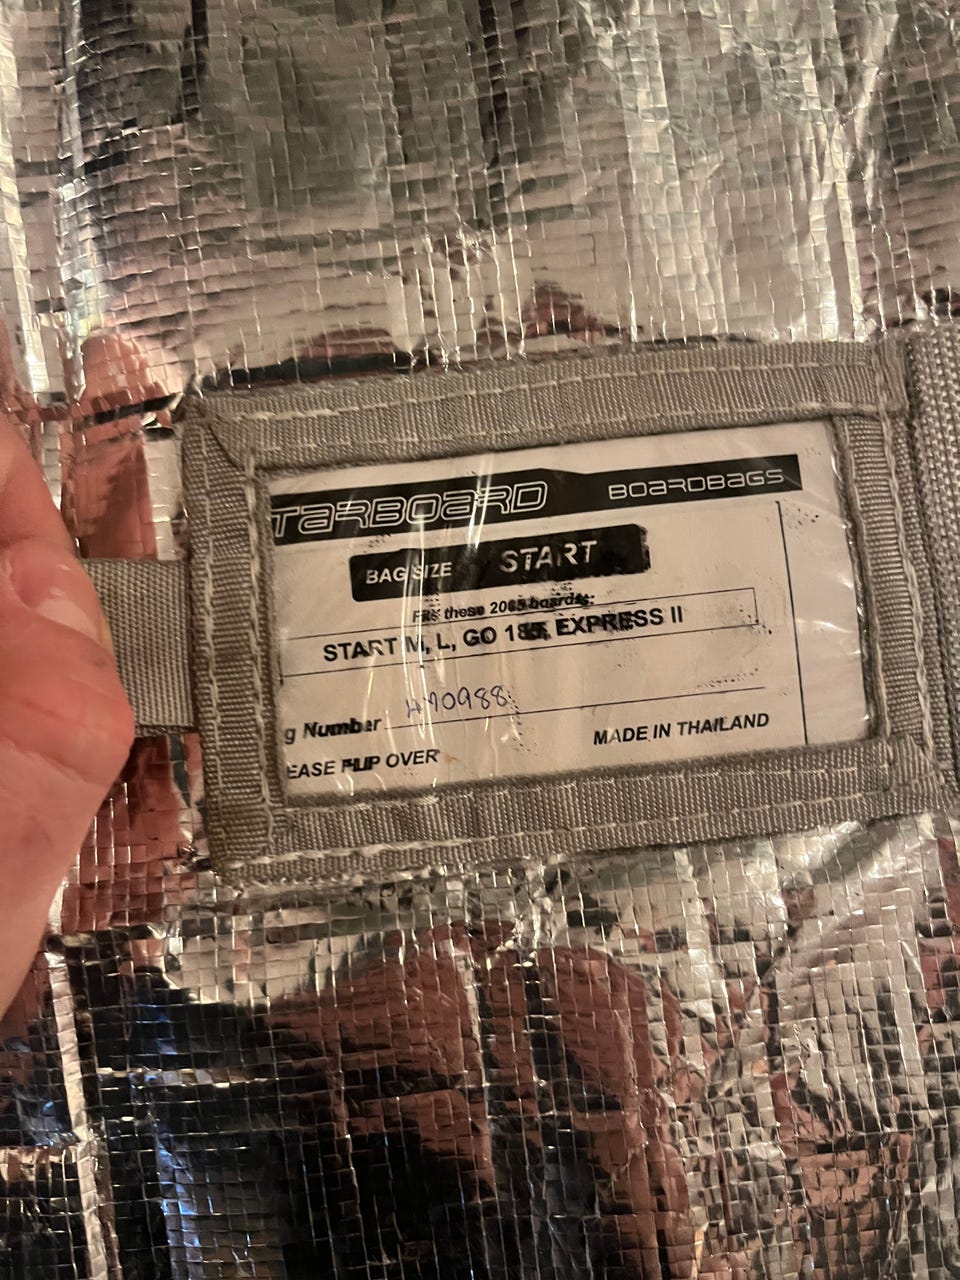 TARBOARD BOARDBAGS
BAG SIZE START
Fits these 2005 boards:
START M, L, GO 185, EXPRESS II
g Number
EASE FLIP OVER MADE IN THAILAND